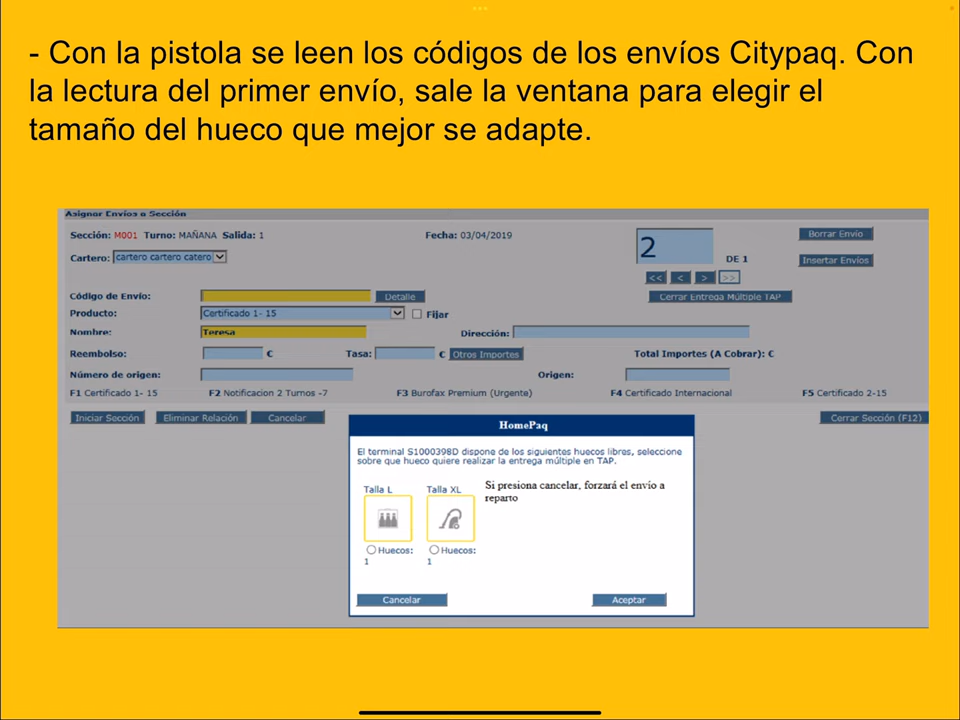 - Con la pistola se leen los códigos de los envíos Citypaq. Con
la lectura del primer envío, sale la ventana para elegir el
tamaño del hueco que mejor se adapte.
Asignar Envíos a Sección
Sección: M001 Turno: MAÑANA Salida: 1 Fecha: 03/04/2019 2 DE 1 Borrar Envío
Cartero: cartero cartero catero Insertar Envíos
<< < > >>
Código de Envío: Detalle Cerrar Entrega Múltiple TAP
Producto: Certificado 1- 15 Fijar
Nombre: Teresa Dirección:
Reembolso: € Tasa: € Otros Importes Total Importes (A Cobrar): €
Número de origen: Origen:
F1 Certificado 1- 15 F2 Notificacion 2 Turnos -7 F3 Burofax Premium (Urgente) F4 Certificado Internacional F5 Certificado 2-15
Iniciar Sección Eliminar Relación Cancelar Cerrar Sección (F12)
HomePaq
El terminal S1000398D dispone de los siguientes huecos libres, seleccione
sobre que hueco quiere realizar la entrega múltiple en TAP.
Talla L Talla XL Si presiona cancelar, forzará el envío a
reparto
Huecos: Huecos:
1 1
Cancelar Aceptar